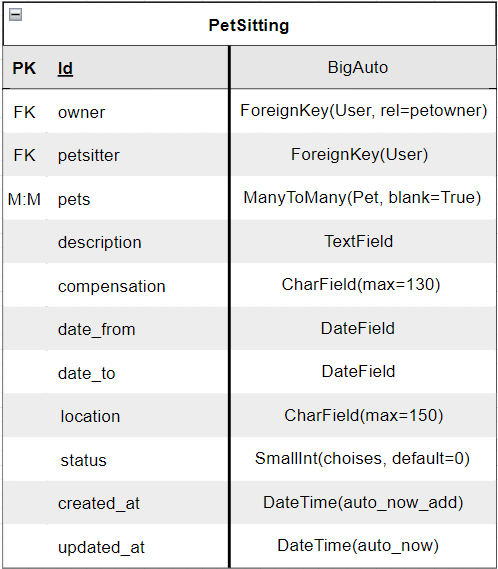 PetSitting
PK Id BigAuto
FK owner ForeignKey(User, rel=petowner)
FK petsitter ForeignKey(User)
M:M pets ManyToMany(Pet, blank=True)
description TextField
compensation CharField(max=130)
date_from DateField
date_to DateField
location CharField(max=150)
status SmallInt(choises, default=0)
created_at DateTime(auto_now_add)
updated_at DateTime(auto_now)